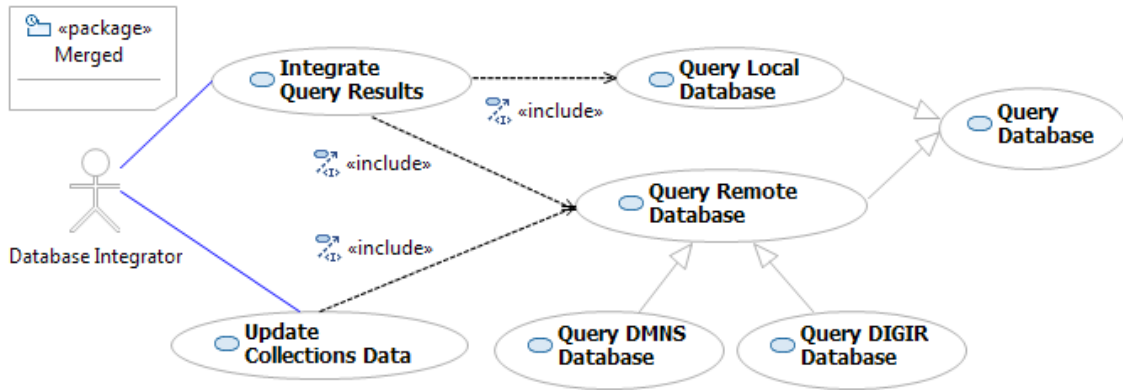 «package»
Merged
Integrate
Query Results
Query Local
Database
«include»
Query
Database
«include»
Query Remote
Database
Database Integrator
«include»
Update
Collections Data
Query DMNS
Database
Query DIGIR
Database